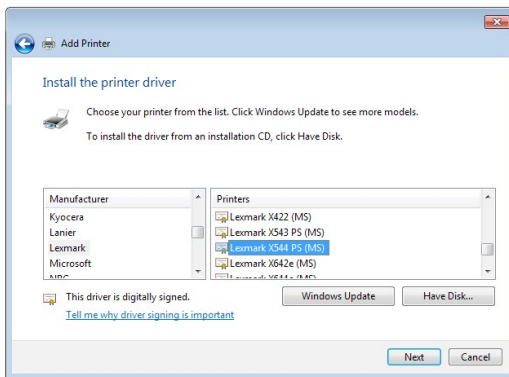 Add Printer
Install the printer driver
Choose your printer from the list. Click Windows Update to see more models.
To install the driver from an installation CD, click Have Disk.
Manufacturer
Kyocera
Lanier
Lexmark
Microsoft
Printers
Lexmark X422 (MS)
Lexmark X543 PS (MS)
Lexmark X544 PS (MS)
Lexmark X642e (MS)
This driver is digitally signed.
Tell me why driver signing is important
Windows Update
Have Disk...
Next
Cancel